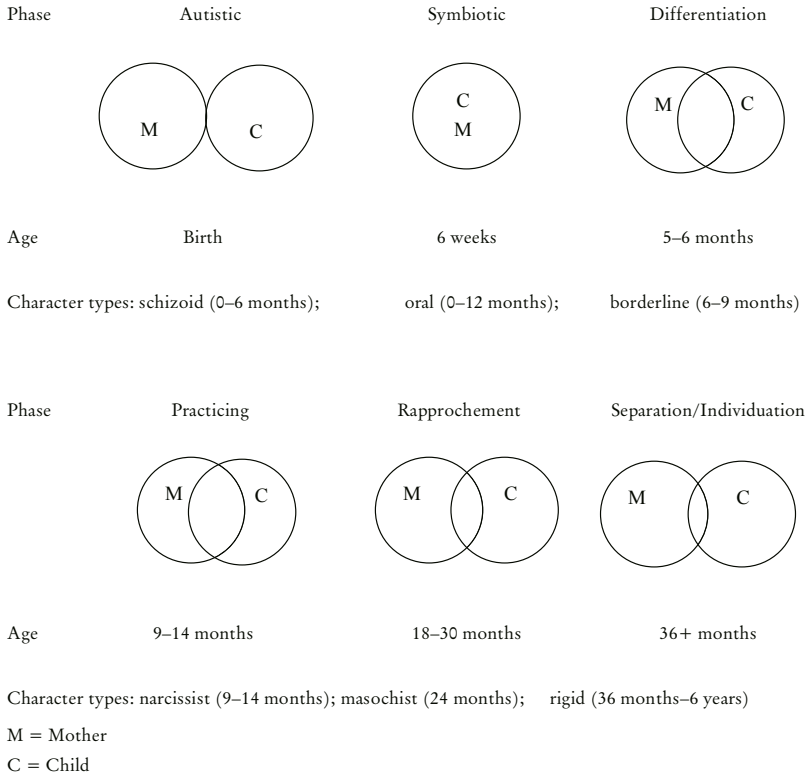 Phase Autistic Symbiotic Differentiation
M C C M C
M
Age Birth 6 weeks 5–6 months
Character types: schizoid (0–6 months); oral (0–12 months); borderline (6–9 months)
Phase Practicing Rapprochement Separation/Individuation
M C M C M C
Age 9–14 months 18–30 months 36+ months
Character types: narcissist (9–14 months); masochist (24 months); rigid (36 months–6 years)
M = Mother
C = Child